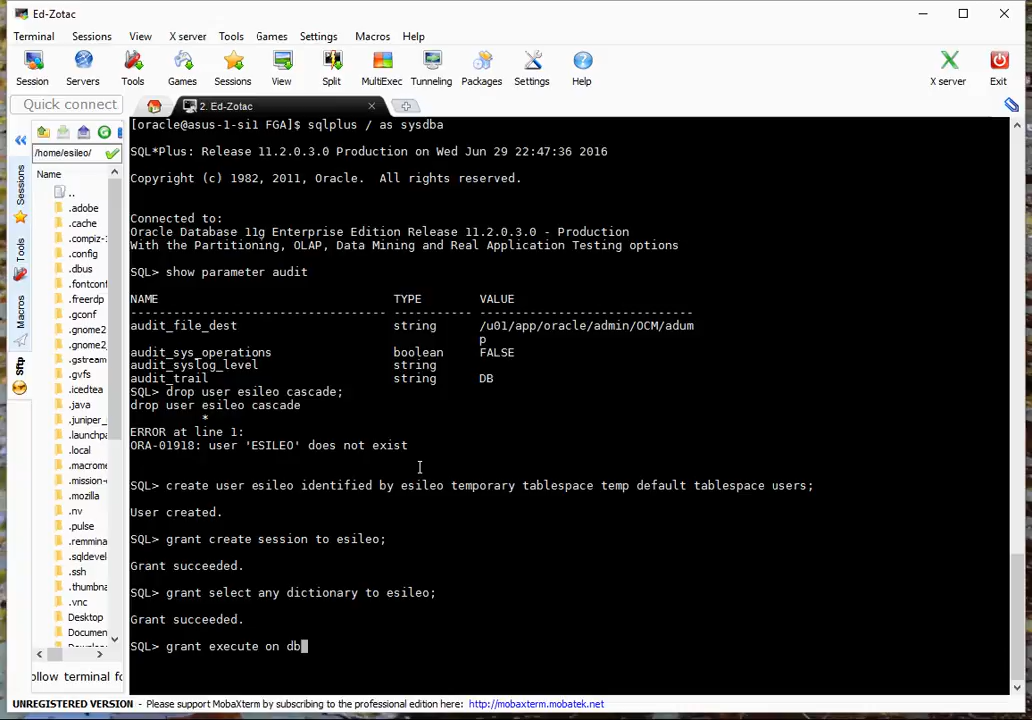 Ed-Zotac
Terminal Sessions View X server Tools Games Settings Macros Help
Session Servers Tools Games Sessions View Split MultiExec Tunneling Packages Settings Help X server Exit
Quick connect
2. Ed-Zotac
/home/esileo/
Name
..
.adobe
.cache
.compiz-1
.config
.dbus
.fontconf
.freerdp
.gconf
.gnome2
.gnome2_
.gstream
.gvfs
.icedtea
.java
.juniper_
.launchpa
.local
.macrome
.mission-
.mozilla
.nv
.pulse
.remmina
.sqldevel
.ssh
.thumbna
.vnc
Desktop
Documen
ollow terminal fo
Sessions
Tools
Macros
Sftp
[oracle@asus-1-si1 FGA]$ sqlplus / as sysdba
SQL*Plus: Release 11.2.0.3.0 Production on Wed Jun 29 22:47:36 2016
Copyright (c) 1982, 2011, Oracle.  All rights reserved.
Connected to:
Oracle Database 11g Enterprise Edition Release 11.2.0.3.0 - Production
With the Partitioning, OLAP, Data Mining and Real Application Testing options
SQL> show parameter audit
NAME TYPE VALUE
------------------------------------ ----------- ------------------------------
audit_file_dest string /u01/app/oracle/admin/OCM/adum
p
audit_sys_operations boolean FALSE
audit_syslog_level string
audit_trail string DB
SQL> drop user esileo cascade;
drop user esileo cascade
*
ERROR at line 1:
ORA-01918: user 'ESILEO' does not exist
SQL> create user esileo identified by esileo temporary tablespace temp default tablespace users;
User created.
SQL> grant create session to esileo;
Grant succeeded.
SQL> grant select any dictionary to esileo;
Grant succeeded.
SQL> grant execute on db
UNREGISTERED VERSION - Please support MobaXterm by subscribing to the professional edition here: http://mobaxterm.mobatek.net